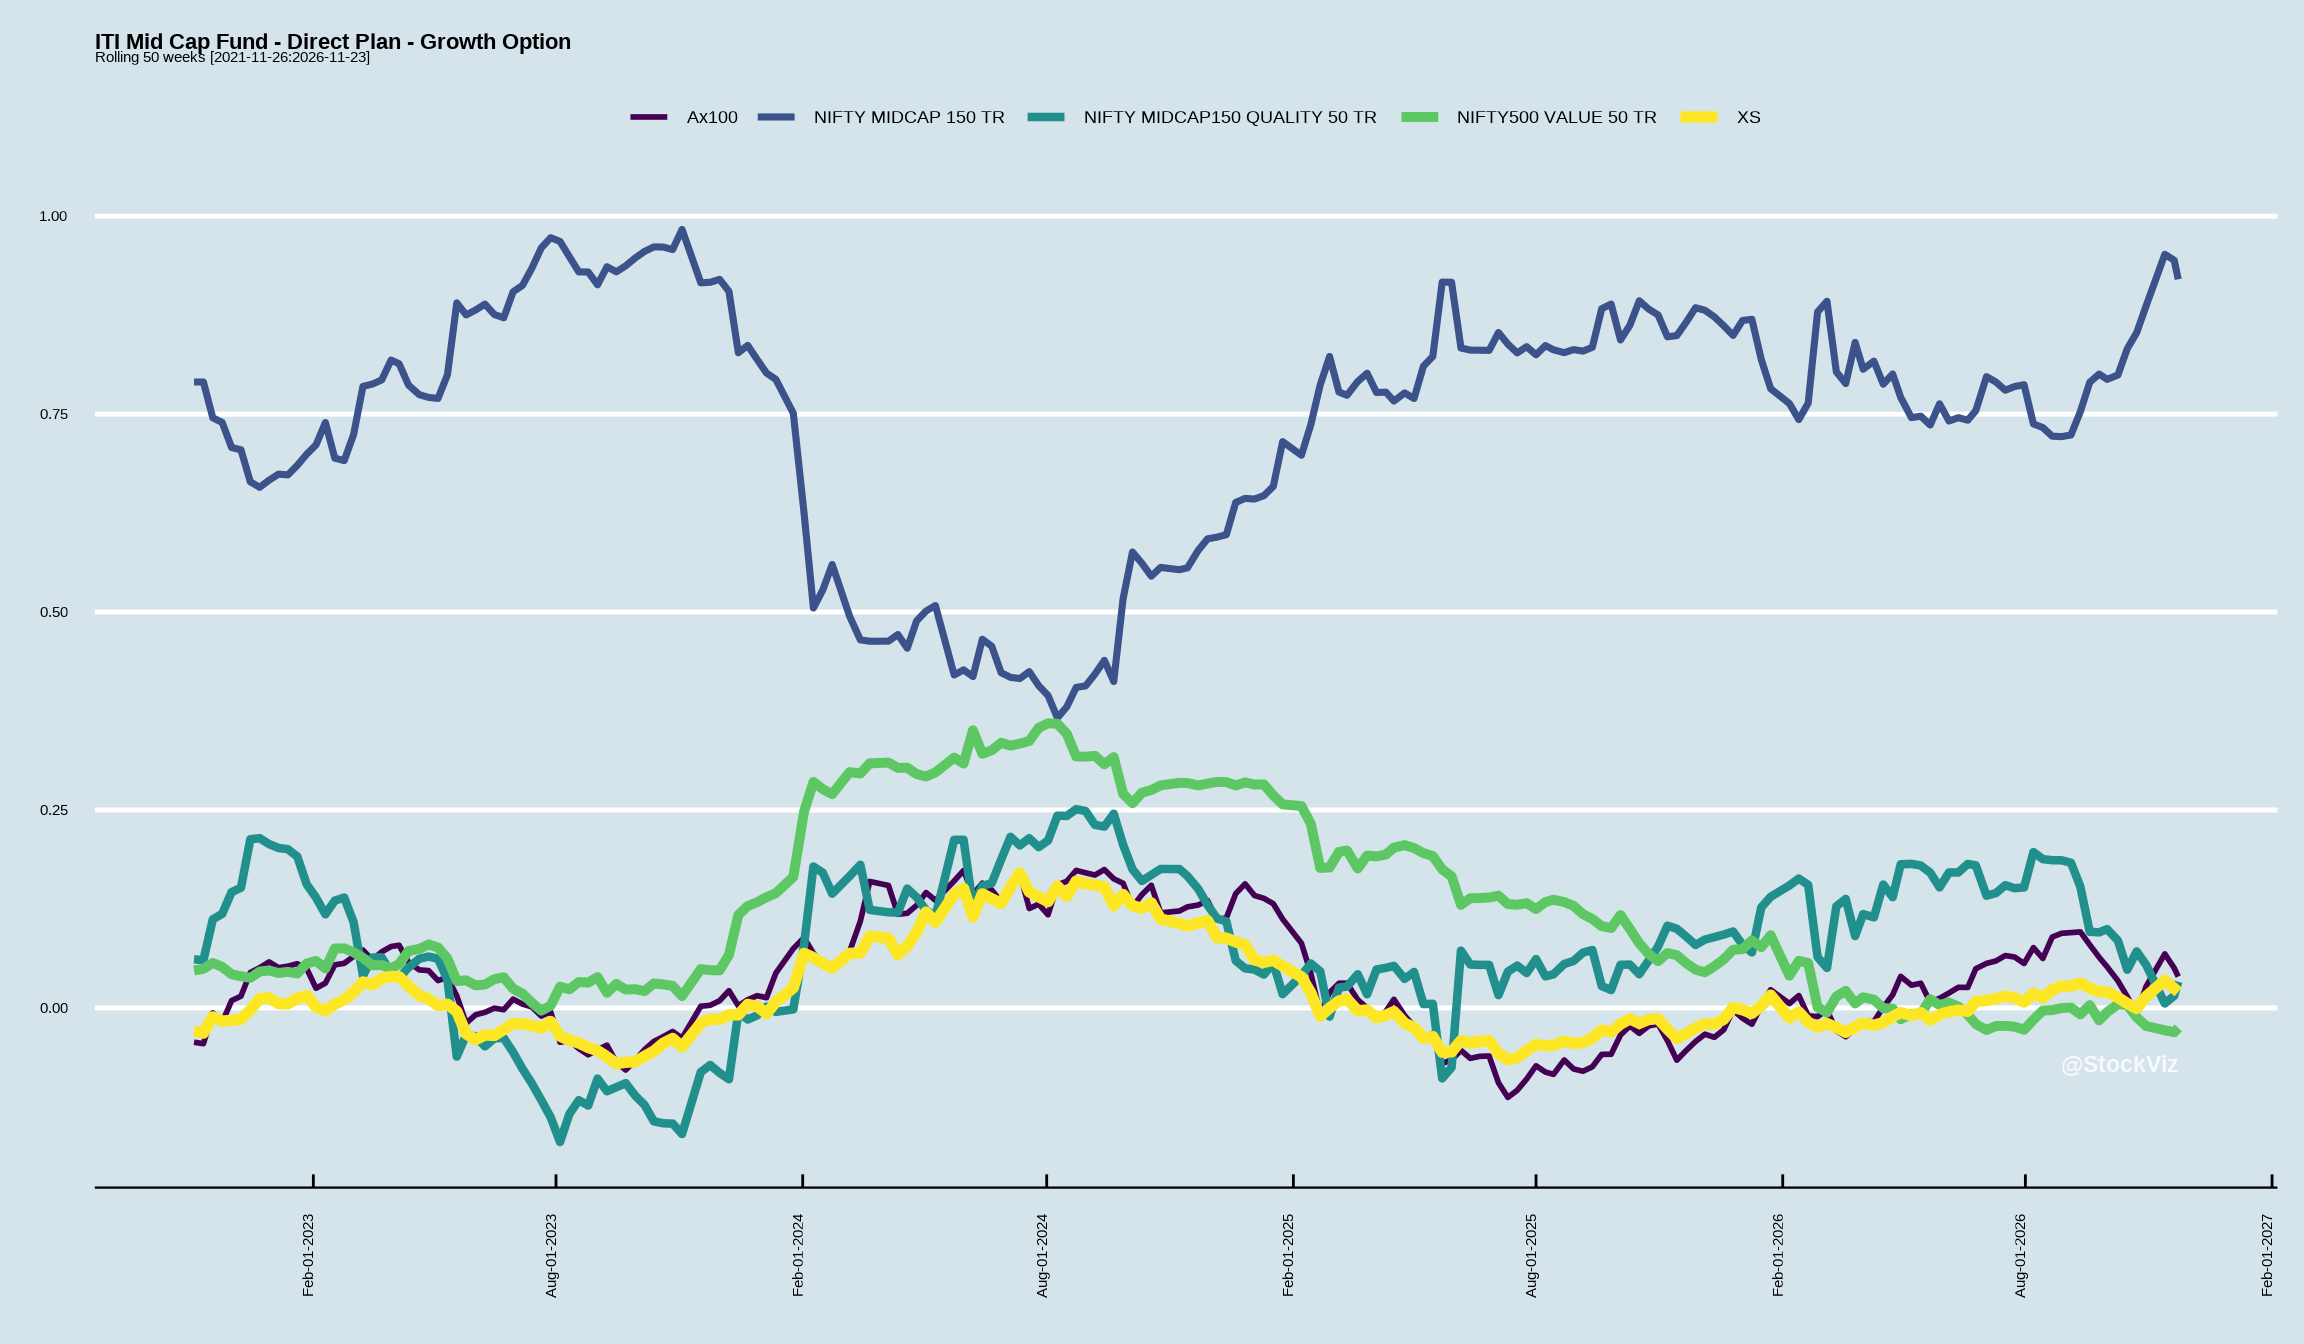 ITI Mid Cap Fund - Direct Plan - Growth Option
Rolling 50 weeks [2021-11-26:2026-11-23]
Ax100 NIFTY MIDCAP 150 TR NIFTY MIDCAP150 QUALITY 50 TR NIFTY500 VALUE 50 TR XS
1.00
0.75
0.50
0.25
0.00
@StockViz
Feb-01-2023 Aug-01-2023 Feb-01-2024 Aug-01-2024 Feb-01-2025 Aug-01-2025 Feb-01-2026 Aug-01-2026 Feb-01-2027